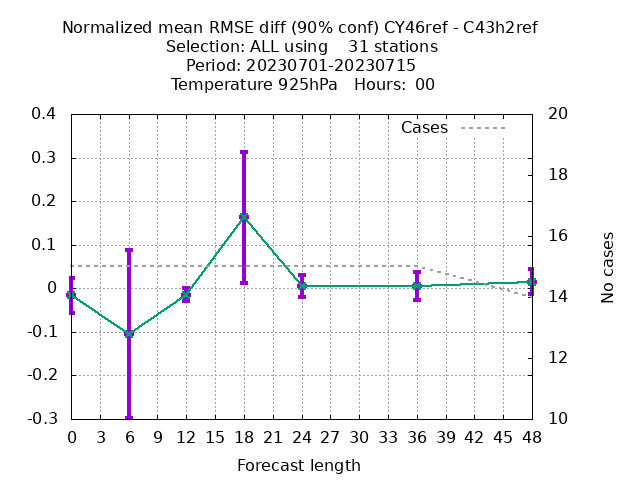 Normalized mean RMSE diff (90% conf) CY46ref - C43h2ref
Selection: ALL using    31 stations
Period: 20230701-20230715
Temperature 925hPa   Hours:  00
0.4
0.3
0.2
0.1
0
-0.1
-0.2
-0.3
Cases
20
18
16
14
12
10
No cases
0 3 6 9 12 15 18 21 24 27 30 33 36 39 42 45 48
Forecast length